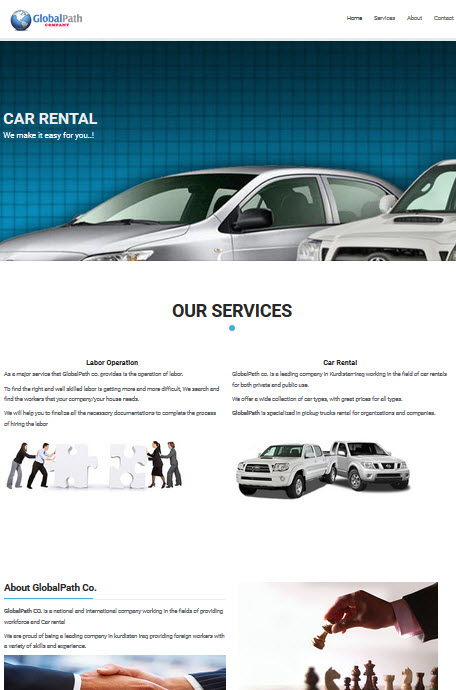 GlobalPath
COMPANY
Home Services About Contact
CAR RENTAL
We make it easy for you..!
OUR SERVICES
Labor Operation
As a major service that GlobalPath co. provides is the operation of labor.
To find the right and well skilled labor is getting more and more difficult, We search and
find the workers that your company/your house needs.
We will help you to finalize all the necessary documentations to complete the process
of hiring the labor
Car Rental
GlobalPath co. is a leading company in Kurdistan-Iraq working in the field of car rentals
for both private and public use.
We offer a wide collection of car types, with great prices for all types.
GlobalPath is specialized in pickup trucks rental for organizations and companies.
About GlobalPath Co.
GlobalPath CO. is a national and international company working in the fields of providing
workforce and Car rental
We are proud of being a leading company in kurdistan Iraq providing foreign workers with
a variety of skills and experience.